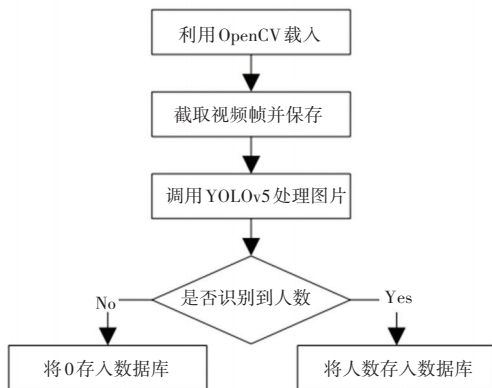 利用OpenCV载入
截取视频帧并保存
调用YOLOv5处理图片
是否识别到人数
No
Yes
将0存入数据库
将人数存入数据库